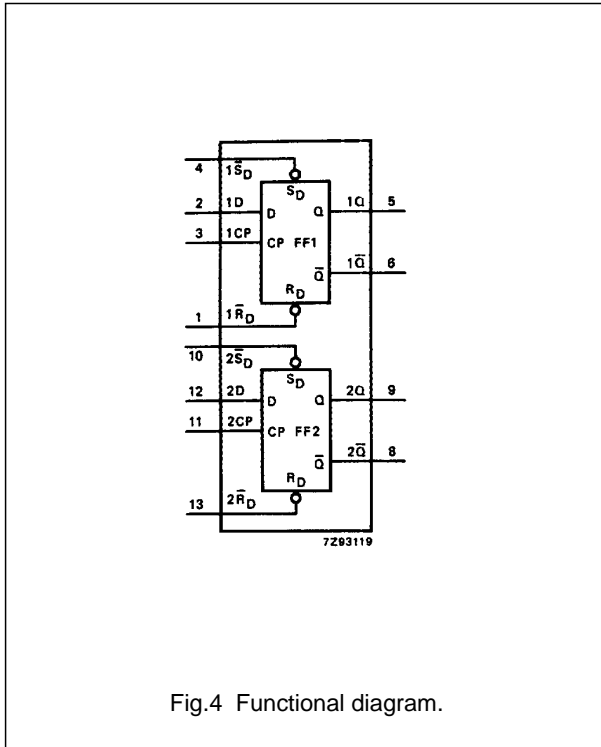 4 1S̅D
SD
2 1D D Q 1Q 5
3 1CP CP FF1
Q̅ 1Q̅ 6
RD
1 1R̅D
10 2S̅D
SD
12 2D D Q 2Q 9
11 2CP CP FF2
Q̅ 2Q̅ 8
RD
13 2R̅D
7Z93119
Fig.4 Functional diagram.